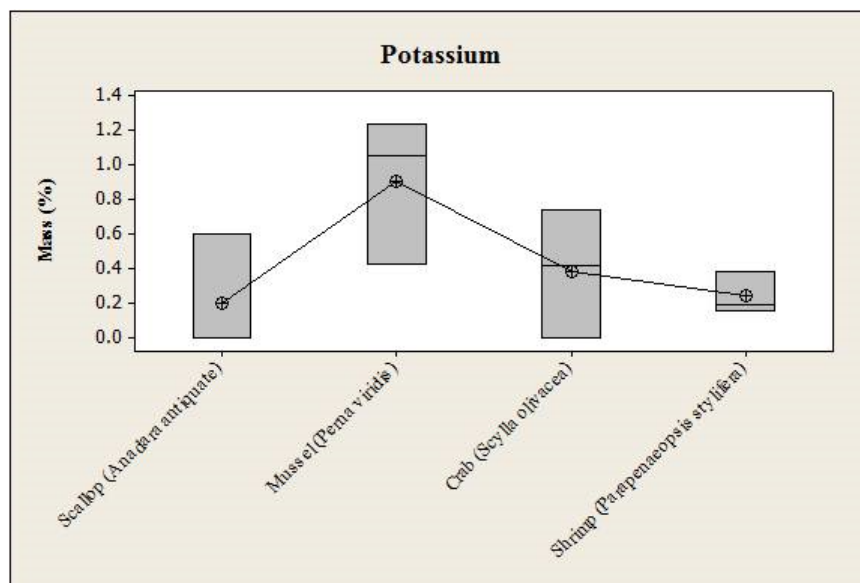 Potassium
Mass (%)
1.4
1.2
1.0
0.8
0.6
0.4
0.2
0.0
Scallop (Anadara antiquate)
Mussel (Perna viridis)
Crab (Scylla olivacea)
Shrimp (Parapenaeopsis stylifera)